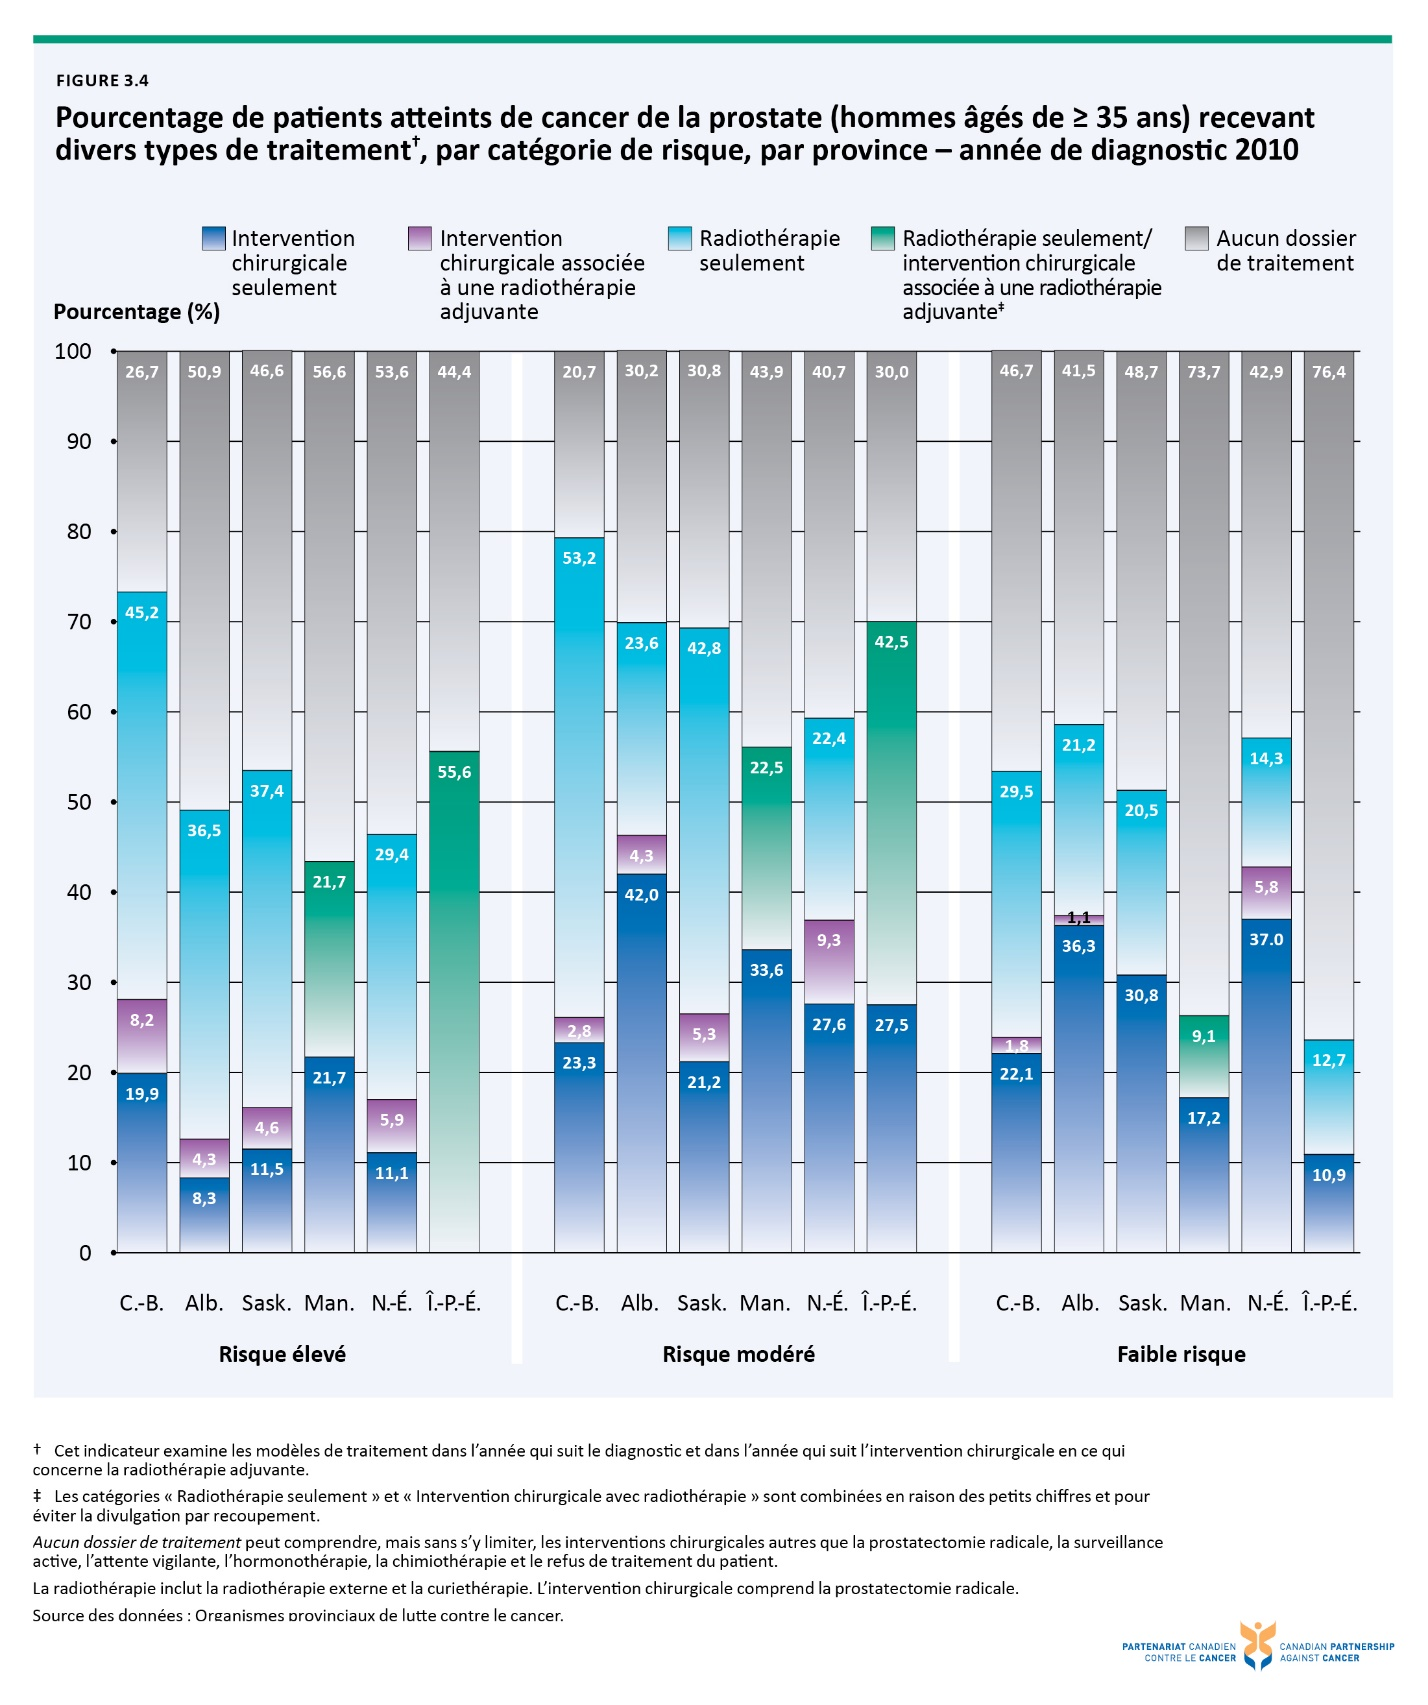 FIGURE 3.4
Pourcentage de patients atteints de cancer de la prostate (hommes âgés de ≥ 35 ans) recevant
divers types de traitement†, par catégorie de risque, par province – année de diagnostic 2010
Intervention
chirurgicale
seulement
Intervention
chirurgicale associée
à une radiothérapie
adjuvante
Radiothérapie
seulement
Radiothérapie seulement/
intervention chirurgicale
associée à une radiothérapie
adjuvante‡
Aucun dossier
de traitement
Pourcentage (%)
100
90
80
70
60
50
40
30
20
10
0
26,7
45,2
8,2
19,9
50,9
36,5
4,3
8,3
46,6
37,4
4,6
11,5
56,6
21,7
21,7
53,6
29,4
5,9
11,1
44,4
55,6
20,7
53,2
2,8
23,3
30,2
23,6
4,3
42,0
30,8
42,8
5,3
21,2
43,9
22,5
33,6
40,7
22,4
9,3
27,6
30,0
42,5
27,5
46,7
29,5
1,8
22,1
41,5
21,2
1,1
36,3
48,7
20,5
30,8
73,7
9,1
17,2
42,9
14,3
5,8
37.0
76,4
12,7
10,9
C.-B. Alb. Sask. Man. N.-É. Î.-P.-É.
C.-B. Alb. Sask. Man. N.-É. Î.-P.-É.
C.-B. Alb. Sask. Man. N.-É. Î.-P.-É.
Risque élevé
Risque modéré
Faible risque
† Cet indicateur examine les modèles de traitement dans l’année qui suit le diagnostic et dans l’année qui suit l’intervention chirurgicale en ce qui
concerne la radiothérapie adjuvante.
‡ Les catégories « Radiothérapie seulement » et « Intervention chirurgicale avec radiothérapie » sont combinées en raison des petits chiffres et pour
éviter la divulgation par recoupement.
Aucun dossier de traitement peut comprendre, mais sans s’y limiter, les interventions chirurgicales autres que la prostatectomie radicale, la surveillance
active, l’attente vigilante, l’hormonothérapie, la chimiothérapie et le refus de traitement du patient.
La radiothérapie inclut la radiothérapie externe et la curiethérapie. L’intervention chirurgicale comprend la prostatectomie radicale.
Source des données : Organismes provinciaux de lutte contre le cancer.
PARTENARIAT CANADIEN
CONTRE LE CANCER
CANADIAN PARTNERSHIP
AGAINST CANCER